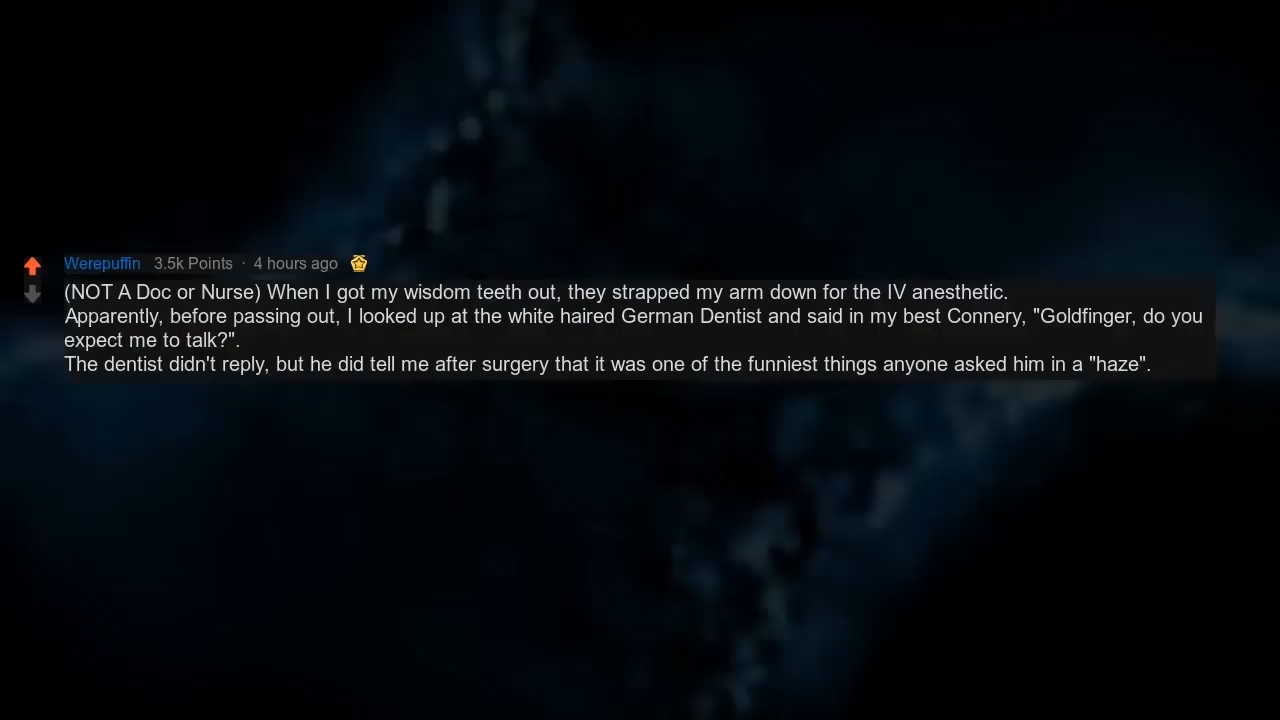 Werepuffin 3.5k Points · 4 hours ago
(NOT A Doc or Nurse) When I got my wisdom teeth out, they strapped my arm down for the IV anesthetic.
Apparently, before passing out, I looked up at the white haired German Dentist and said in my best Connery, "Goldfinger, do you
expect me to talk?".
The dentist didn't reply, but he did tell me after surgery that it was one of the funniest things anyone asked him in a "haze".